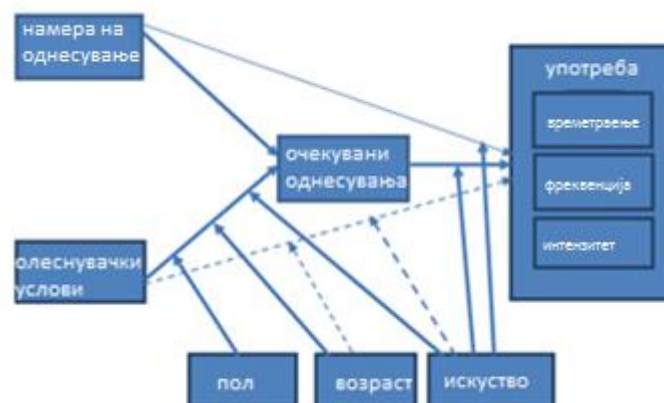 намера на
однесување
употреба
времетраење
очекувани
однесувања
фреквенција
интензитет
олеснувачки
услови
пол
возраст
искуство